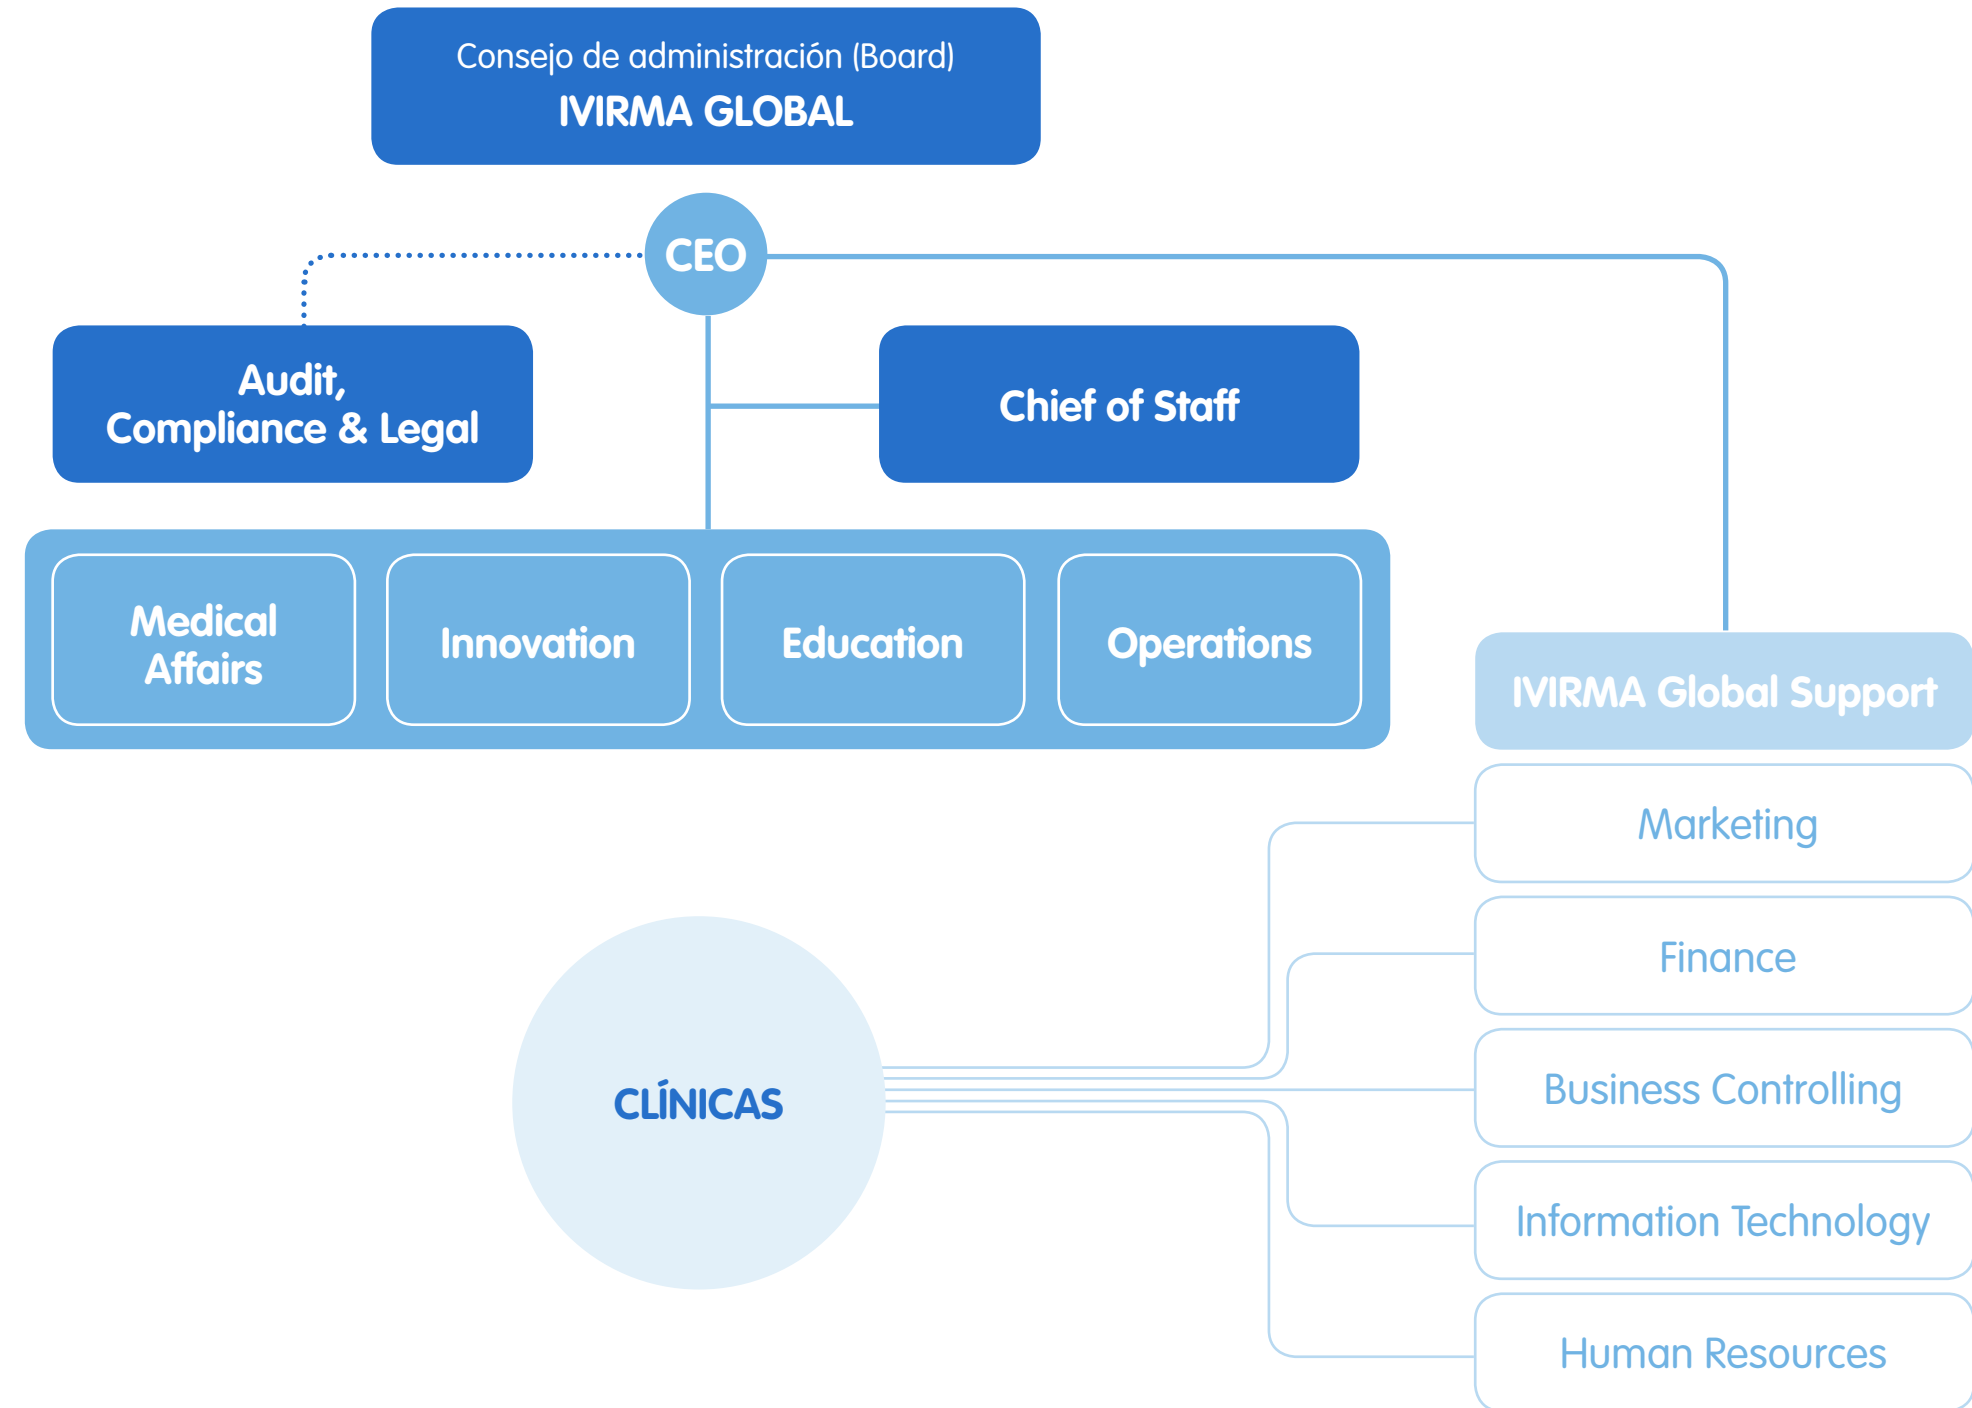 Consejo de administración (Board)
IVIRMA GLOBAL
CEO
Audit,
Compliance & Legal
Chief of Staff
Medical
Affairs
Innovation
Education
Operations
IVIRMA Global Support
Marketing
Finance
Business Controlling
Information Technology
Human Resources
CLÍNICAS